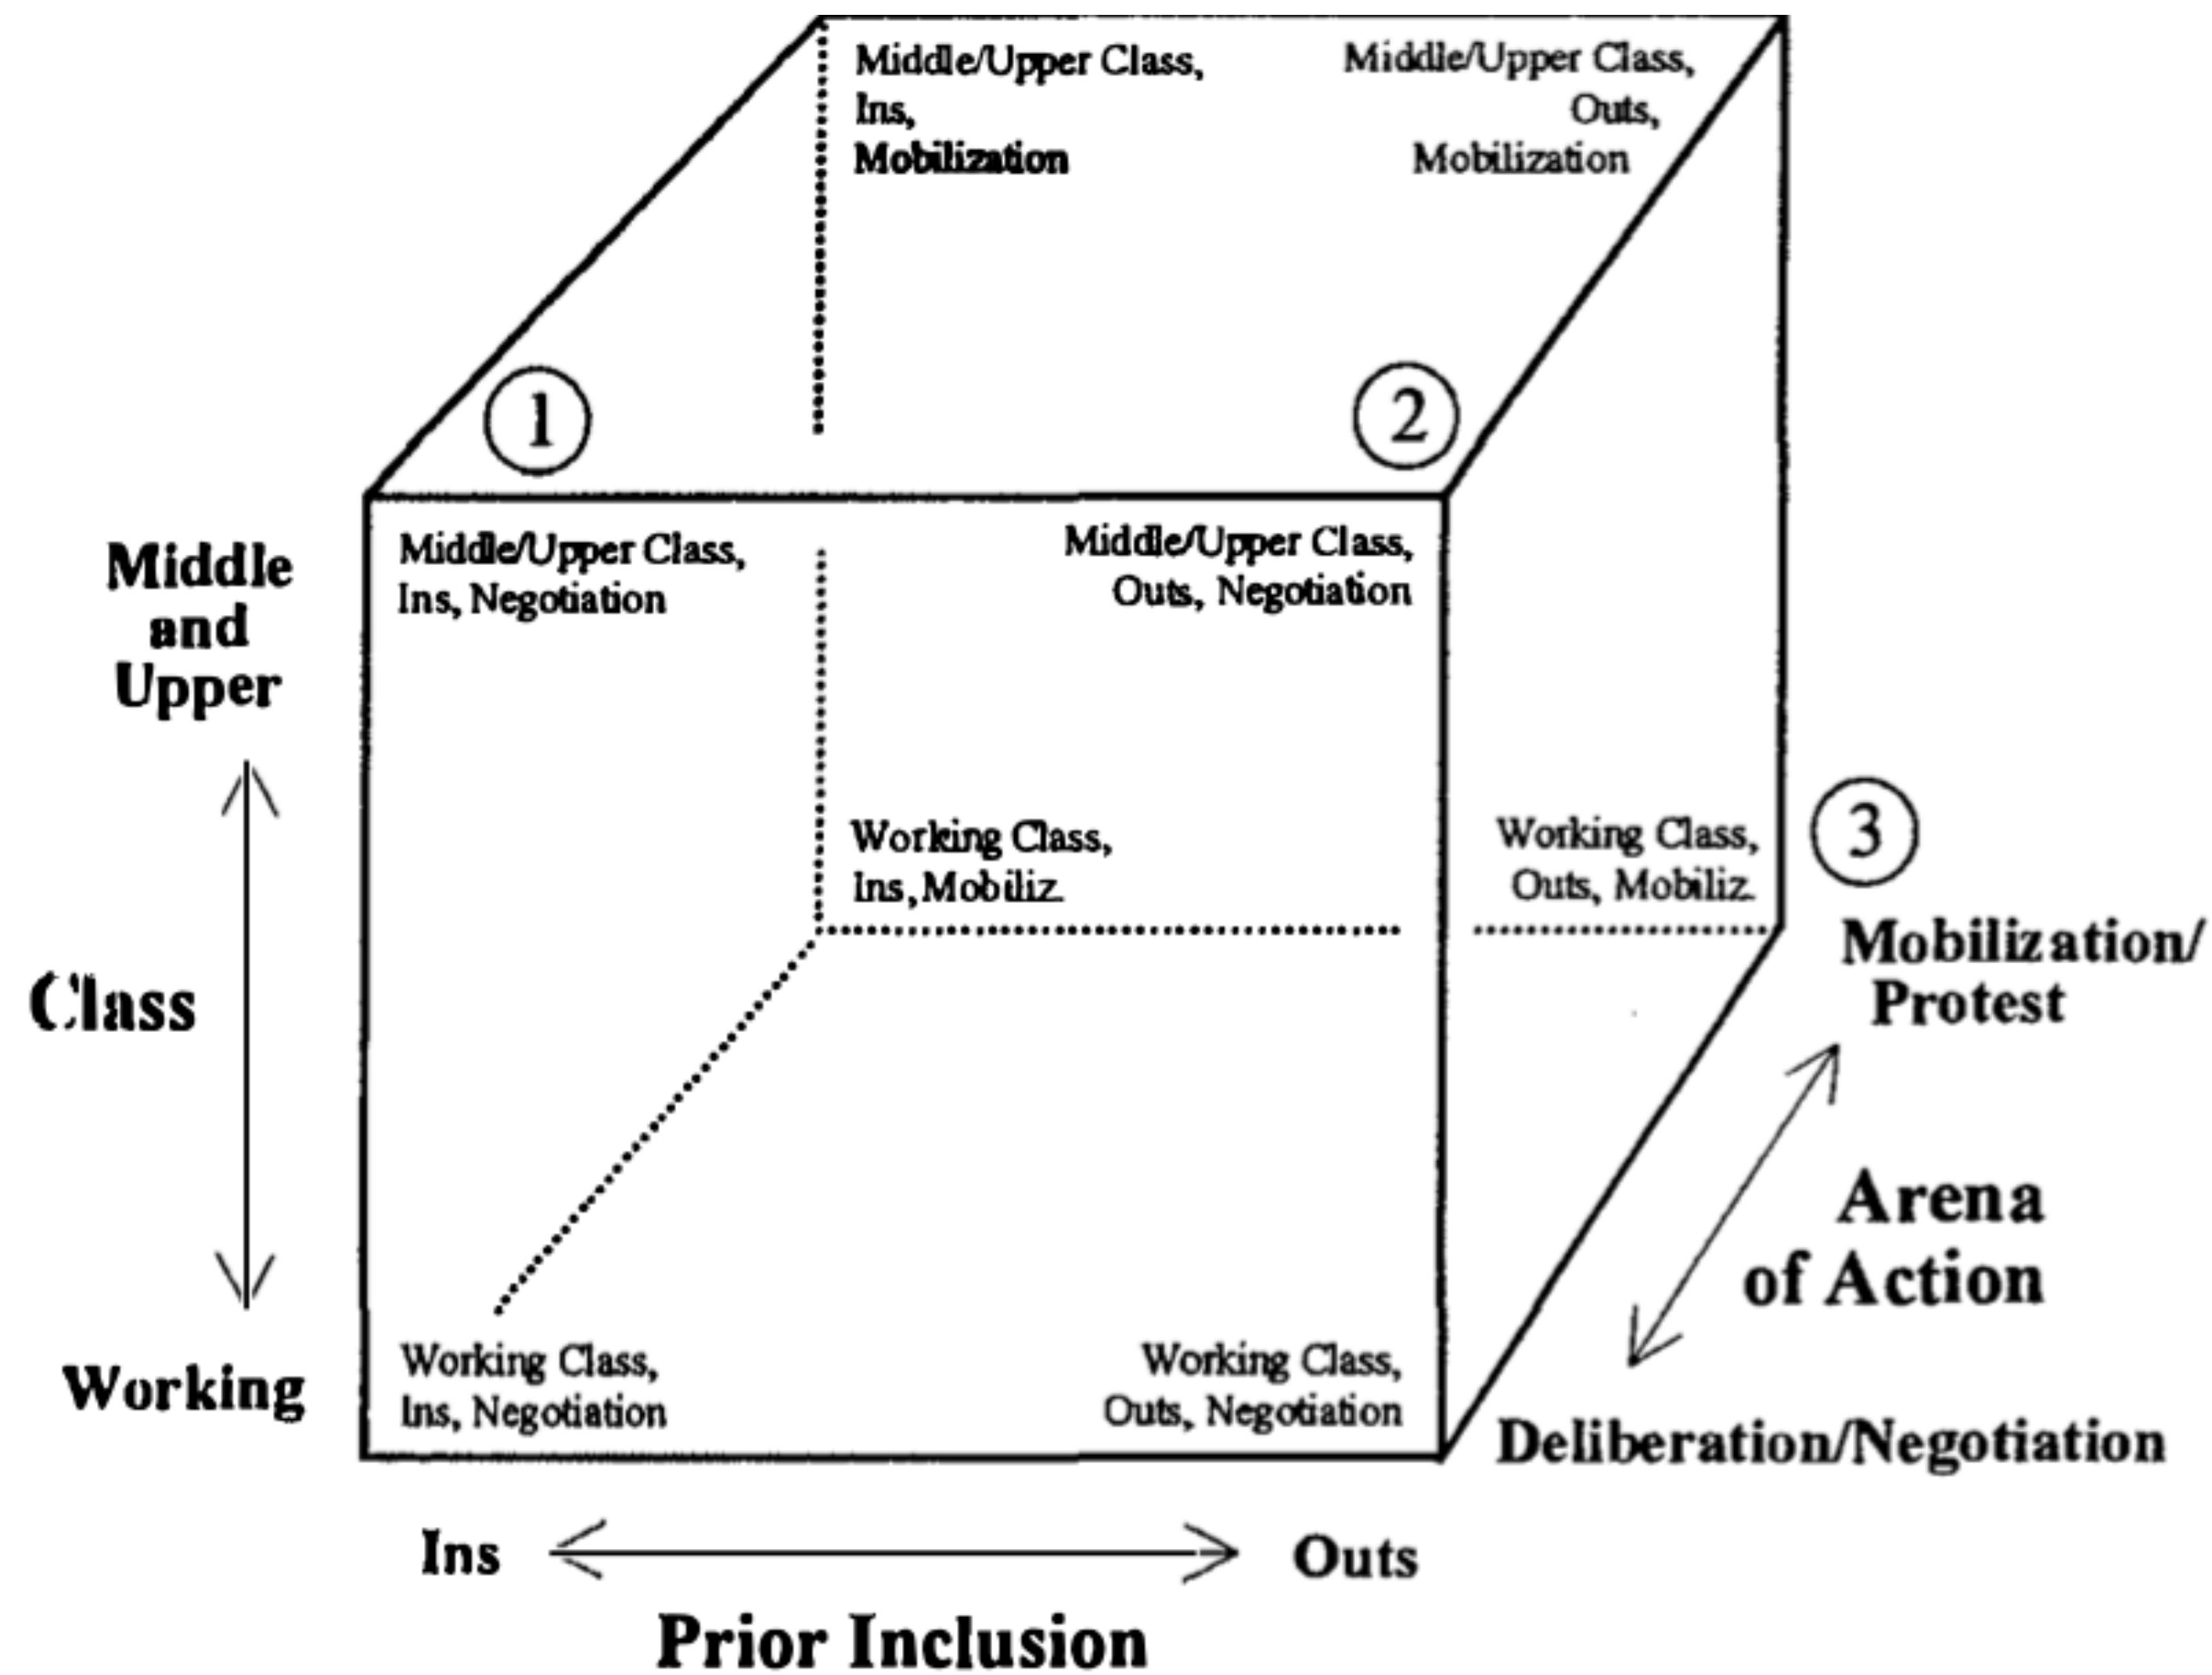 Middle/Upper Class,
Ins,
Mobilization
Middle/Upper Class,
Outs,
Mobilization
1
2
Middle/Upper Class,
Ins, Negotiation
Middle/Upper Class,
Outs, Negotiation
Middle
and
Upper
Class
Working
Working Class,
Ins, Mobiliz.
Working Class,
Outs, Mobiliz.
3
Mobilization/
Protest
Arena
of Action
Deliberation/Negotiation
Working Class,
Ins, Negotiation
Working Class,
Outs, Negotiation
Ins
Outs
Prior Inclusion